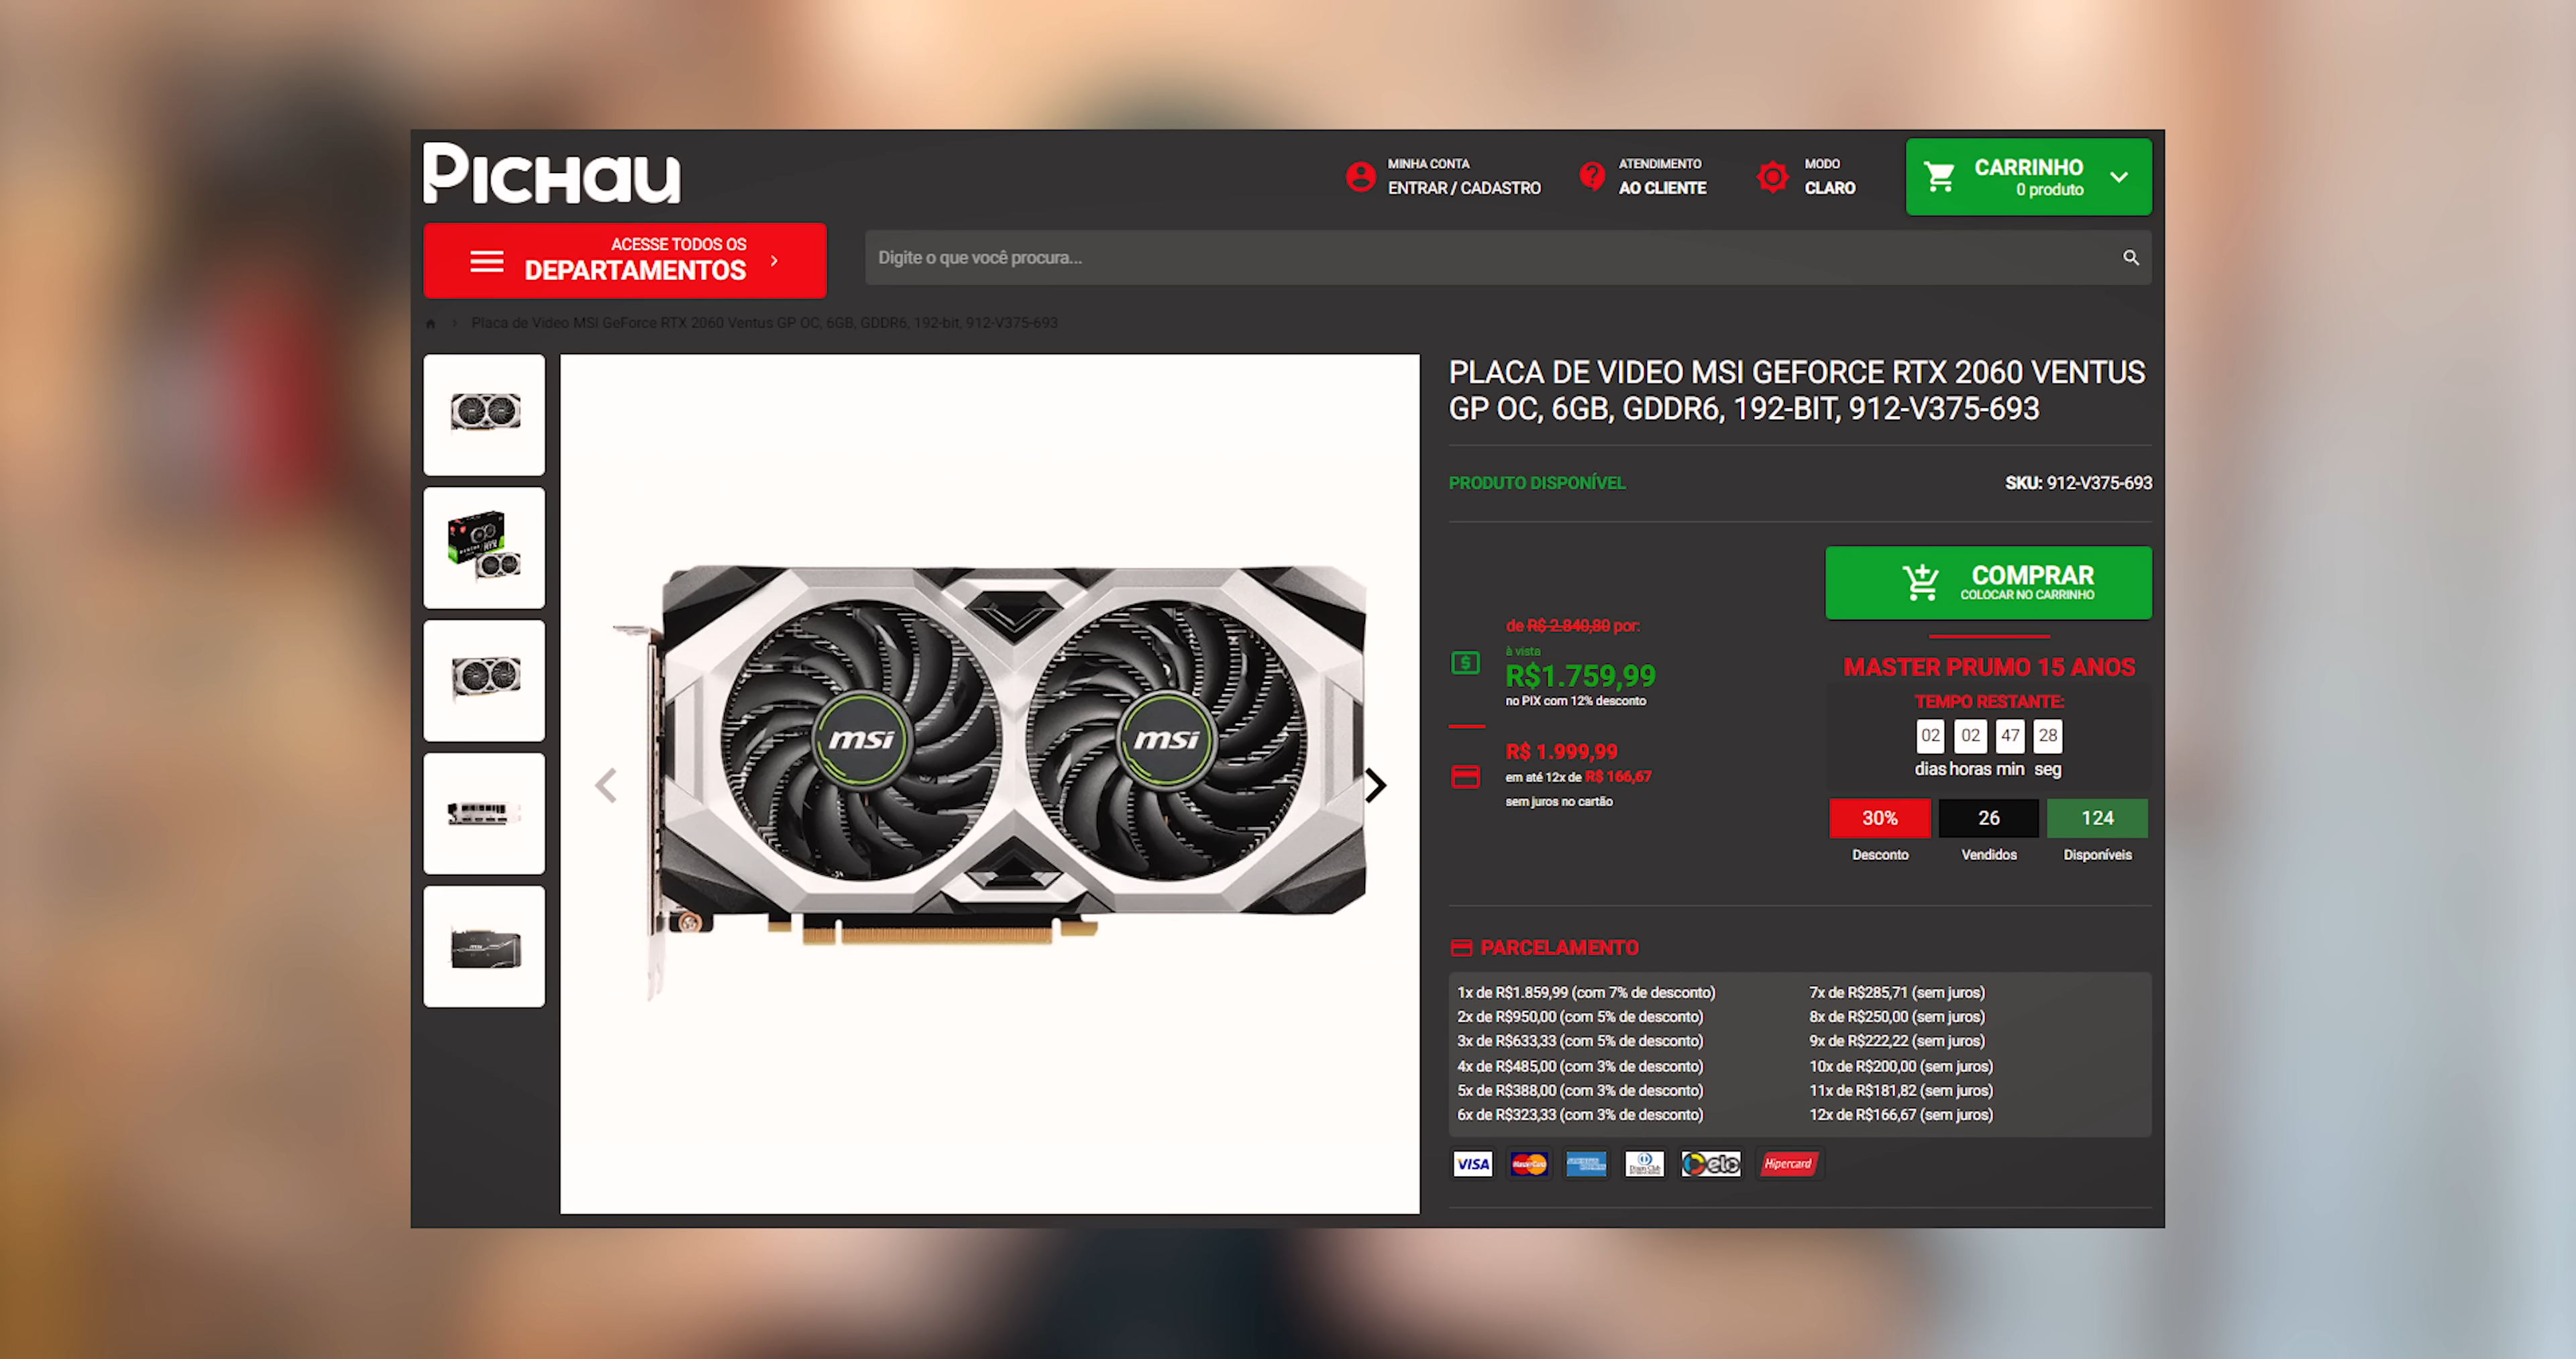 PICHAU
MINHA CONTA
ENTRAR / CADASTRO
ATENDIMENTO
AO CLIENTE
MODO
CLARO
CARRINHO
0 produto
ACESSE TODOS OS
DEPARTAMENTOS
Digite o que você procura...
Placa de Video MSI GeForce RTX 2060 Ventus GP OC, 6GB, GDDR6, 192-bit, 912-V375-693
PLACA DE VIDEO MSI GEFORCE RTX 2060 VENTUS
GP OC, 6GB, GDDR6, 192-BIT, 912-V375-693
PRODUTO DISPONÍVEL
SKU: 912-V375-693
msi
msi
de R$ 2.840,80 por:
à vista
R$1.759,99
no PIX com 12% desconto
R$ 1.999,99
em até 12x de R$ 166,67
sem juros no cartão
COMPRAR
COLOCAR NO CARRINHO
MASTER PRUMO 15 ANOS
TEMPO RESTANTE:
02 02 47 28
dias horas min seg
30% 26 124
Desconto Vendidos Disponíveis
PARCELAMENTO
1x de R$1.859,99 (com 7% de desconto)
2x de R$950,00 (com 5% de desconto)
3x de R$633,33 (com 5% de desconto)
4x de R$485,00 (com 3% de desconto)
5x de R$388,00 (com 3% de desconto)
6x de R$323,33 (com 3% de desconto)
7x de R$285,71 (sem juros)
8x de R$250,00 (sem juros)
9x de R$222,22 (sem juros)
10x de R$200,00 (sem juros)
11x de R$181,82 (sem juros)
12x de R$166,67 (sem juros)
VISA MasterCard elo Hipercard